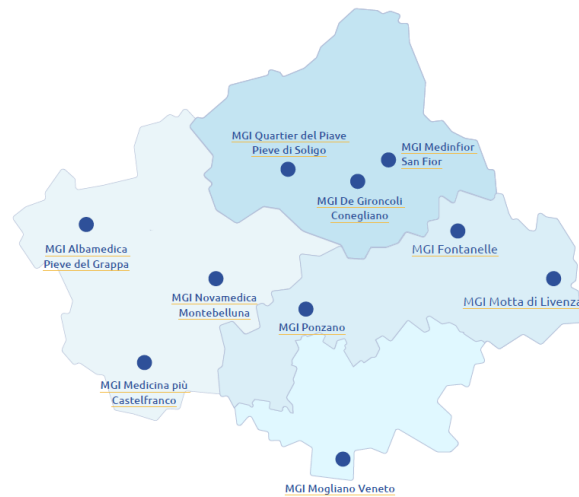 MGI Quartier del Piave
Pieve di Soligo
MGI Medinfior
San Fior
MGI De Gironcoli
Conegliano
MGI Albamedica
Pieve del Grappa
MGI Fontanelle
MGI Novamedica
Montebelluna
MGI Motta di Livenza
MGI Ponzano
MGI Medicina più
Castelfranco
MGI Mogliano Veneto